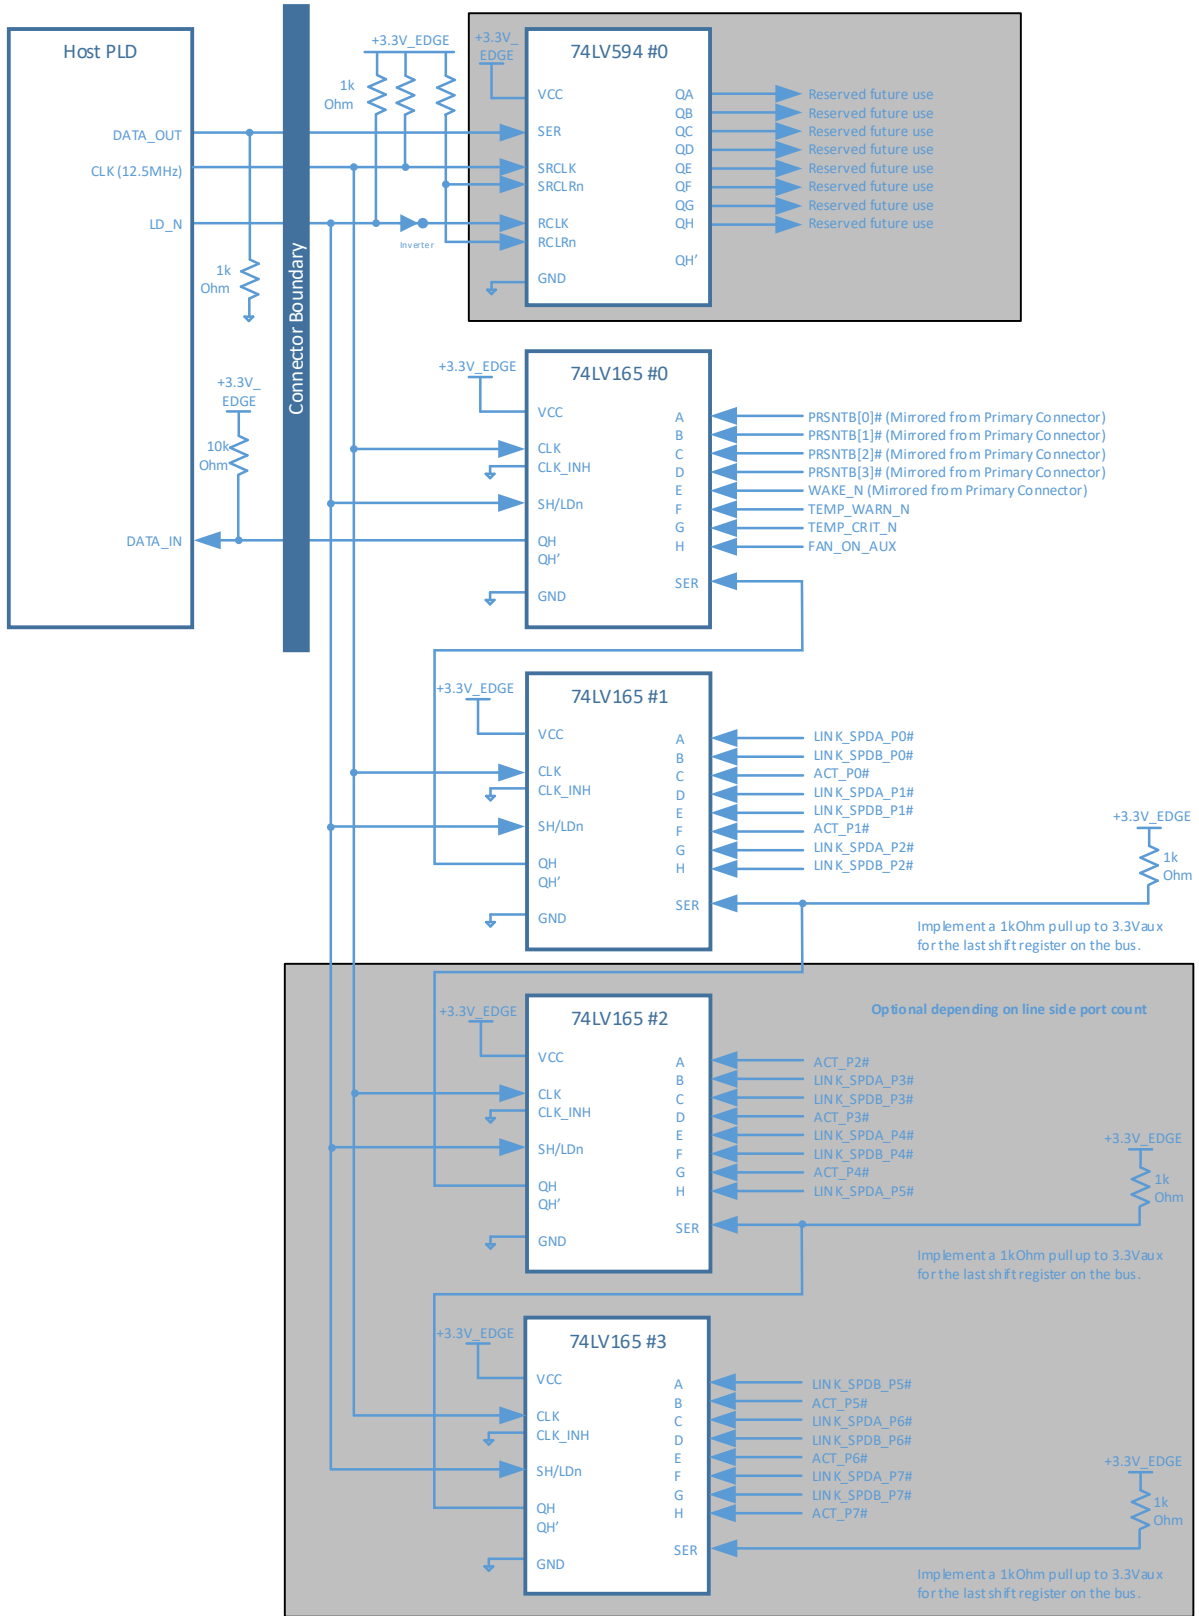 Host PLD
DATA_OUT
CLK (12.5MHz)
LD_N
1k
Ohm
+3.3V_
EDGE
10k
Ohm
DATA_IN
Connector Boundary
+3.3V_EDGE
1k
Ohm
Inverter
+3.3V_
EDGE
74LV594 #0
VCC
SER
SRCLK
SRCLRn
RCLK
RCLRn
GND
QA
QB
QC
QD
QE
QF
QG
QH
QH'
Reserved future use
Reserved future use
Reserved future use
Reserved future use
Reserved future use
Reserved future use
Reserved future use
Reserved future use
+3.3V_EDGE
74LV165 #0
VCC
CLK
CLK_INH
SH/LDn
QH
QH'
GND
A
B
C
D
E
F
G
H
SER
PRSNTB[0]# (Mirrored from Primary Connector)
PRSNTB[1]# (Mirrored from Primary Connector)
PRSNTB[2]# (Mirrored from Primary Connector)
PRSNTB[3]# (Mirrored from Primary Connector)
WAKE_N (Mirrored from Primary Connector)
TEMP_WARN_N
TEMP_CRIT_N
FAN_ON_AUX
+3.3V_EDGE
74LV165 #1
VCC
CLK
CLK_INH
SH/LDn
QH
QH'
GND
A
B
C
D
E
F
G
H
SER
LINK_SPDA_P0#
LINK_SPDB_P0#
ACT_P0#
LINK_SPDA_P1#
LINK_SPDB_P1#
ACT_P1#
LINK_SPDA_P2#
LINK_SPDB_P2#
+3.3V_EDGE
1k
Ohm
Implement a 1kOhm pull up to 3.3Vaux
for the last shift register on the bus.
Optional depending on line side port count
+3.3V_EDGE
74LV165 #2
VCC
CLK
CLK_INH
SH/LDn
QH
QH'
GND
A
B
C
D
E
F
G
H
SER
ACT_P2#
LINK_SPDA_P3#
LINK_SPDB_P3#
ACT_P3#
LINK_SPDA_P4#
LINK_SPDB_P4#
ACT_P4#
LINK_SPDA_P5#
+3.3V_EDGE
1k
Ohm
Implement a 1kOhm pull up to 3.3Vaux
for the last shift register on the bus.
+3.3V_EDGE
74LV165 #3
VCC
CLK
CLK_INH
SH/LDn
QH
QH'
GND
A
B
C
D
E
F
G
H
SER
LINK_SPDB_P5#
ACT_P5#
LINK_SPDA_P6#
LINK_SPDB_P6#
ACT_P6#
LINK_SPDA_P7#
LINK_SPDB_P7#
ACT_P7#
+3.3V_EDGE
1k
Ohm
Implement a 1kOhm pull up to 3.3Vaux
for the last shift register on the bus.